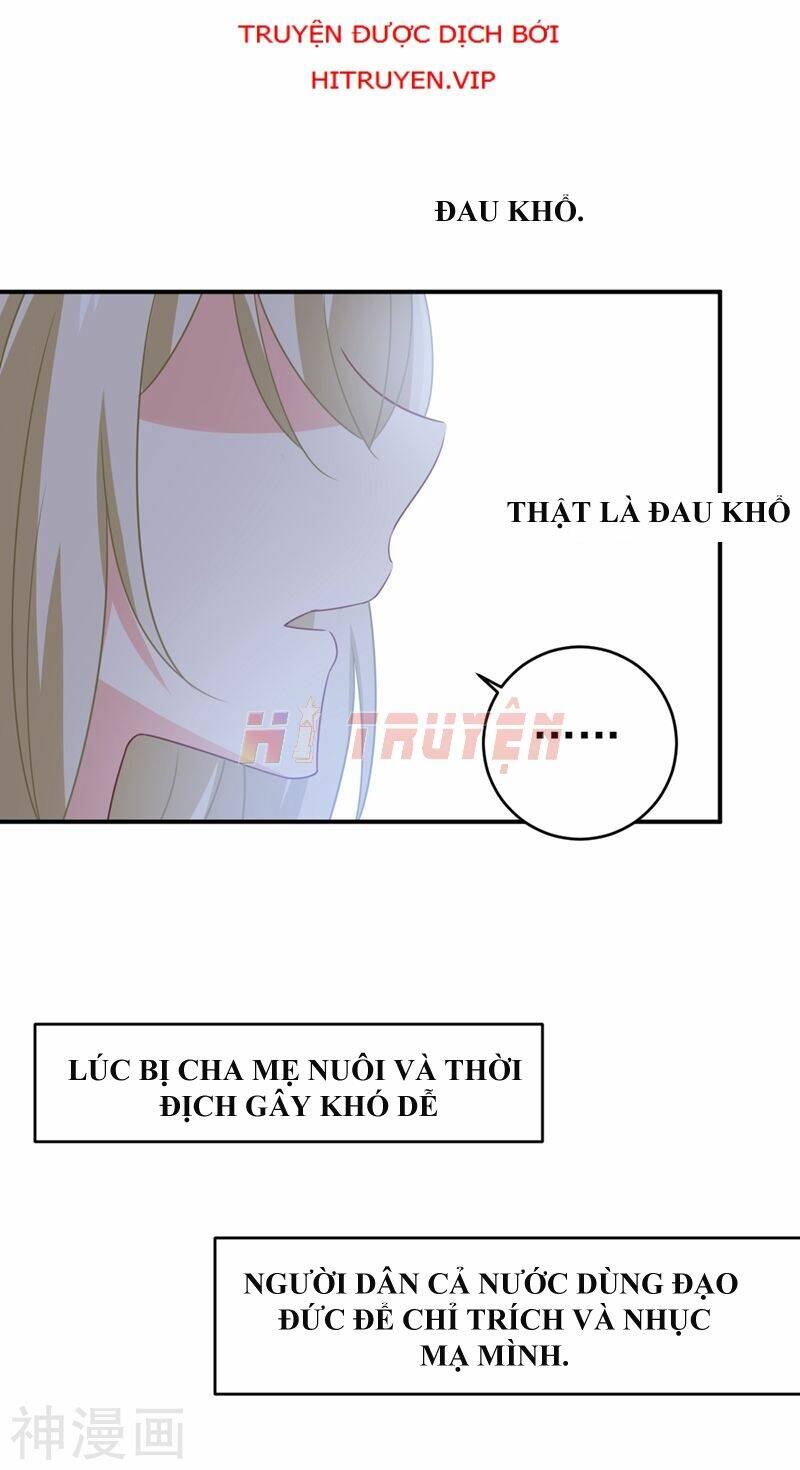 TRUYỆN ĐƯỢC DỊCH BỞI
HITRUYEN.VIP
ĐAU KHỔ.
THẬT LÀ ĐAU KHỔ
HI TRUYỆN
......
LÚC BỊ CHA MẸ NUÔI VÀ THỜI
ĐỊCH GÂY KHÓ DỄ
NGƯỜI DÂN CẢ NƯỚC DÙNG ĐẠO
ĐỨC ĐỂ CHỈ TRÍCH VÀ NHỤC
MẠ MÌNH.
神漫画